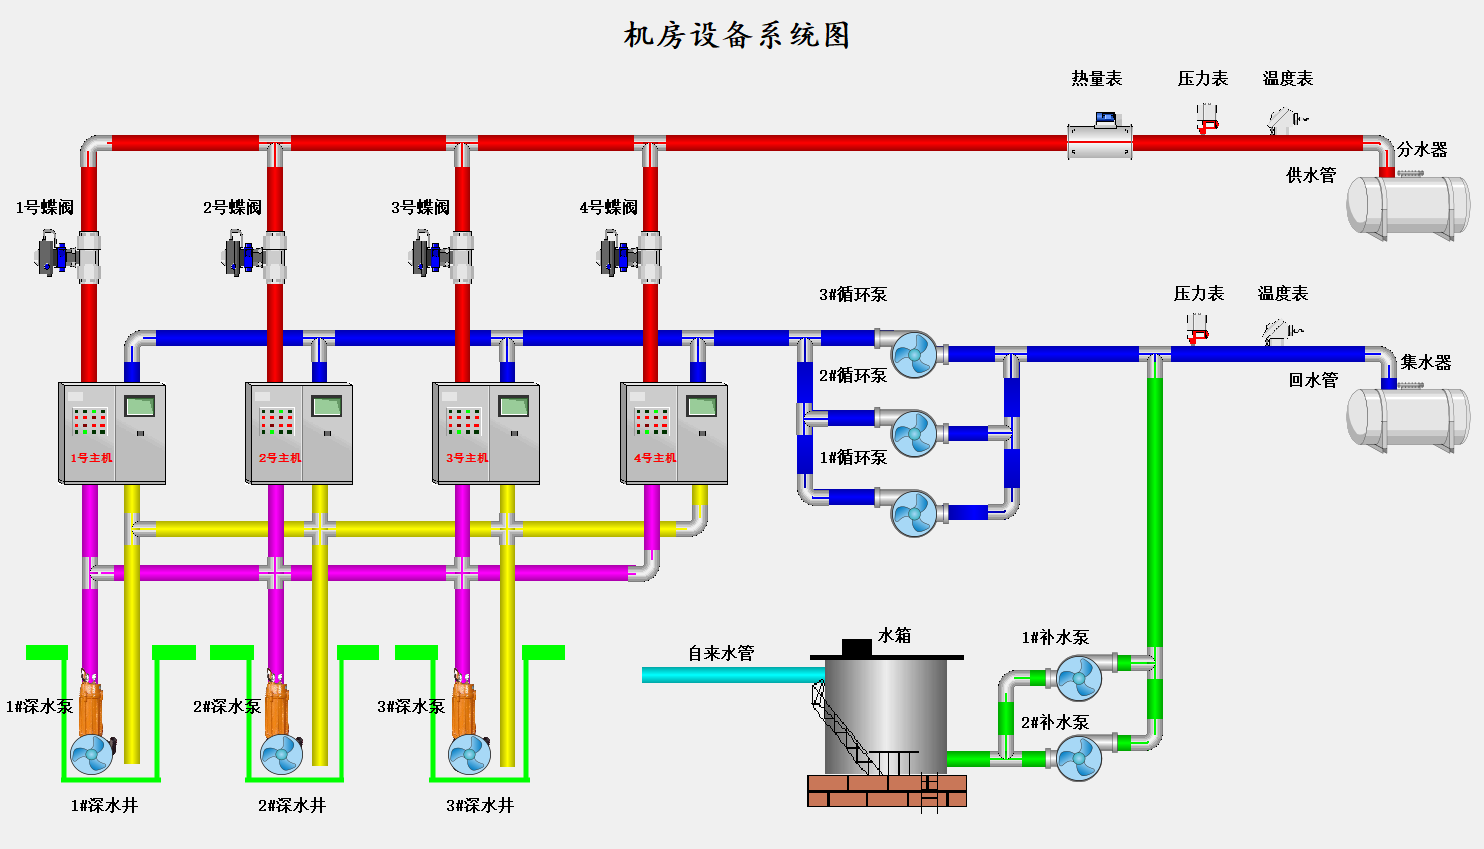 机房设备系统图
热量表
压力表
温度表
分水器
供水管
1号蝶阀
2号蝶阀
3号蝶阀
4号蝶阀
3#循环泵
压力表
温度表
集水器
回水管
2#循环泵
1#循环泵
1号主机
2号主机
3号主机
4号主机
水箱
1#补水泵
自来水管
1#深水泵
2#深水泵
3#深水泵
2#补水泵
1#深水井
2#深水井
3#深水井